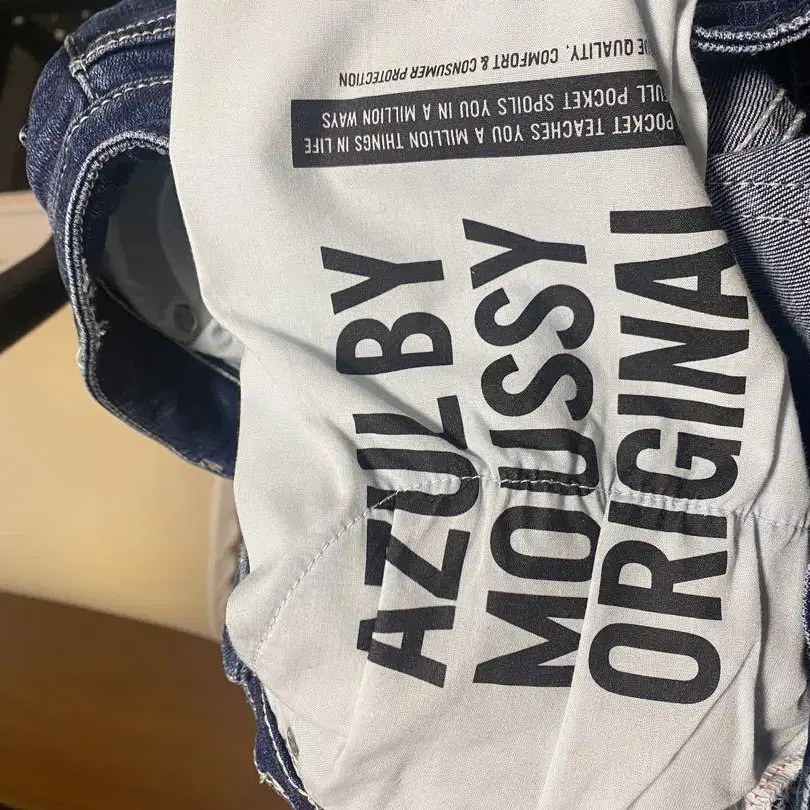 AZUL BY
MOUSSY
ORIGINAL
POCKET TEACHES YOU A MILLION THINGS IN LIFE
FULL POCKET SPOILS YOU IN A MILLION WAYS
QUALITY, COMFORT & CONSUMER PROTECTION